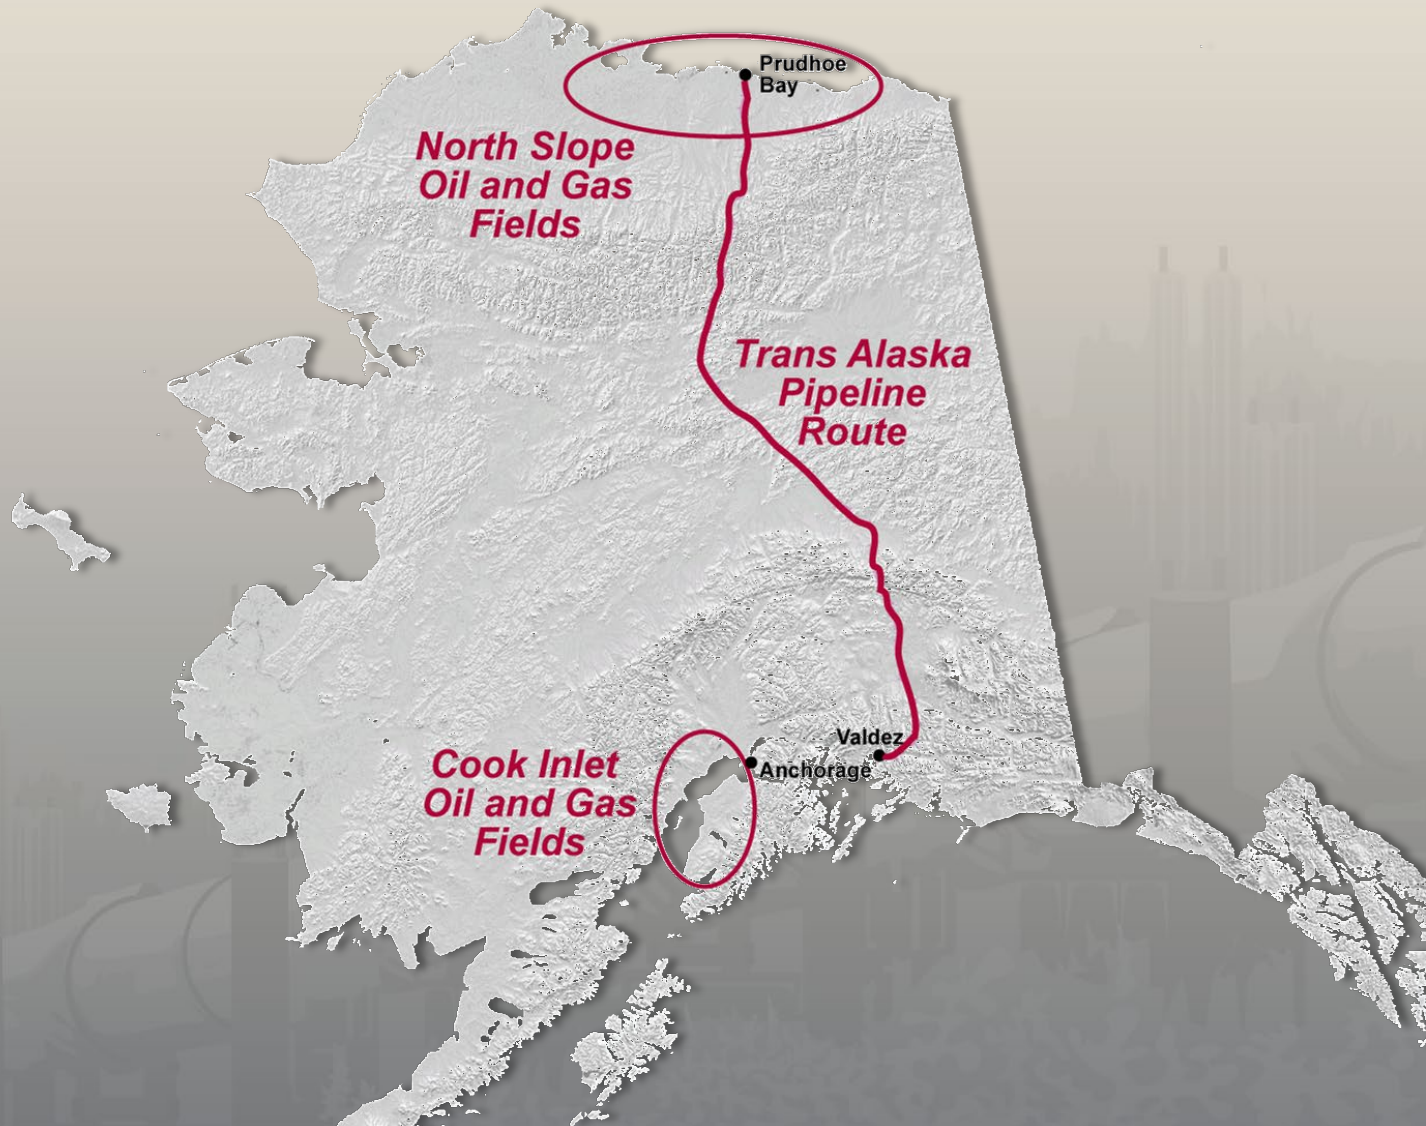 Prudhoe
Bay
North Slope
Oil and Gas
Fields
Trans Alaska
Pipeline
Route
Valdez
Anchorage
Cook Inlet
Oil and Gas
Fields